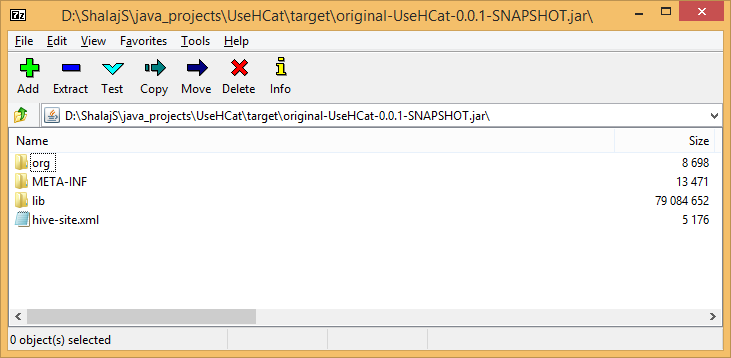 7z D:\ShalajS\java_projects\UseHCat\target\original-UseHCat-0.0.1-SNAPSHOT.jar\
File Edit View Favorites Tools Help
Add Extract Test Copy Move Delete Info
D:\ShalajS\java_projects\UseHCat\target\original-UseHCat-0.0.1-SNAPSHOT.jar\
Name Size
org 8 698
META-INF 13 471
lib 79 084 652
hive-site.xml 5 176
0 object(s) selected